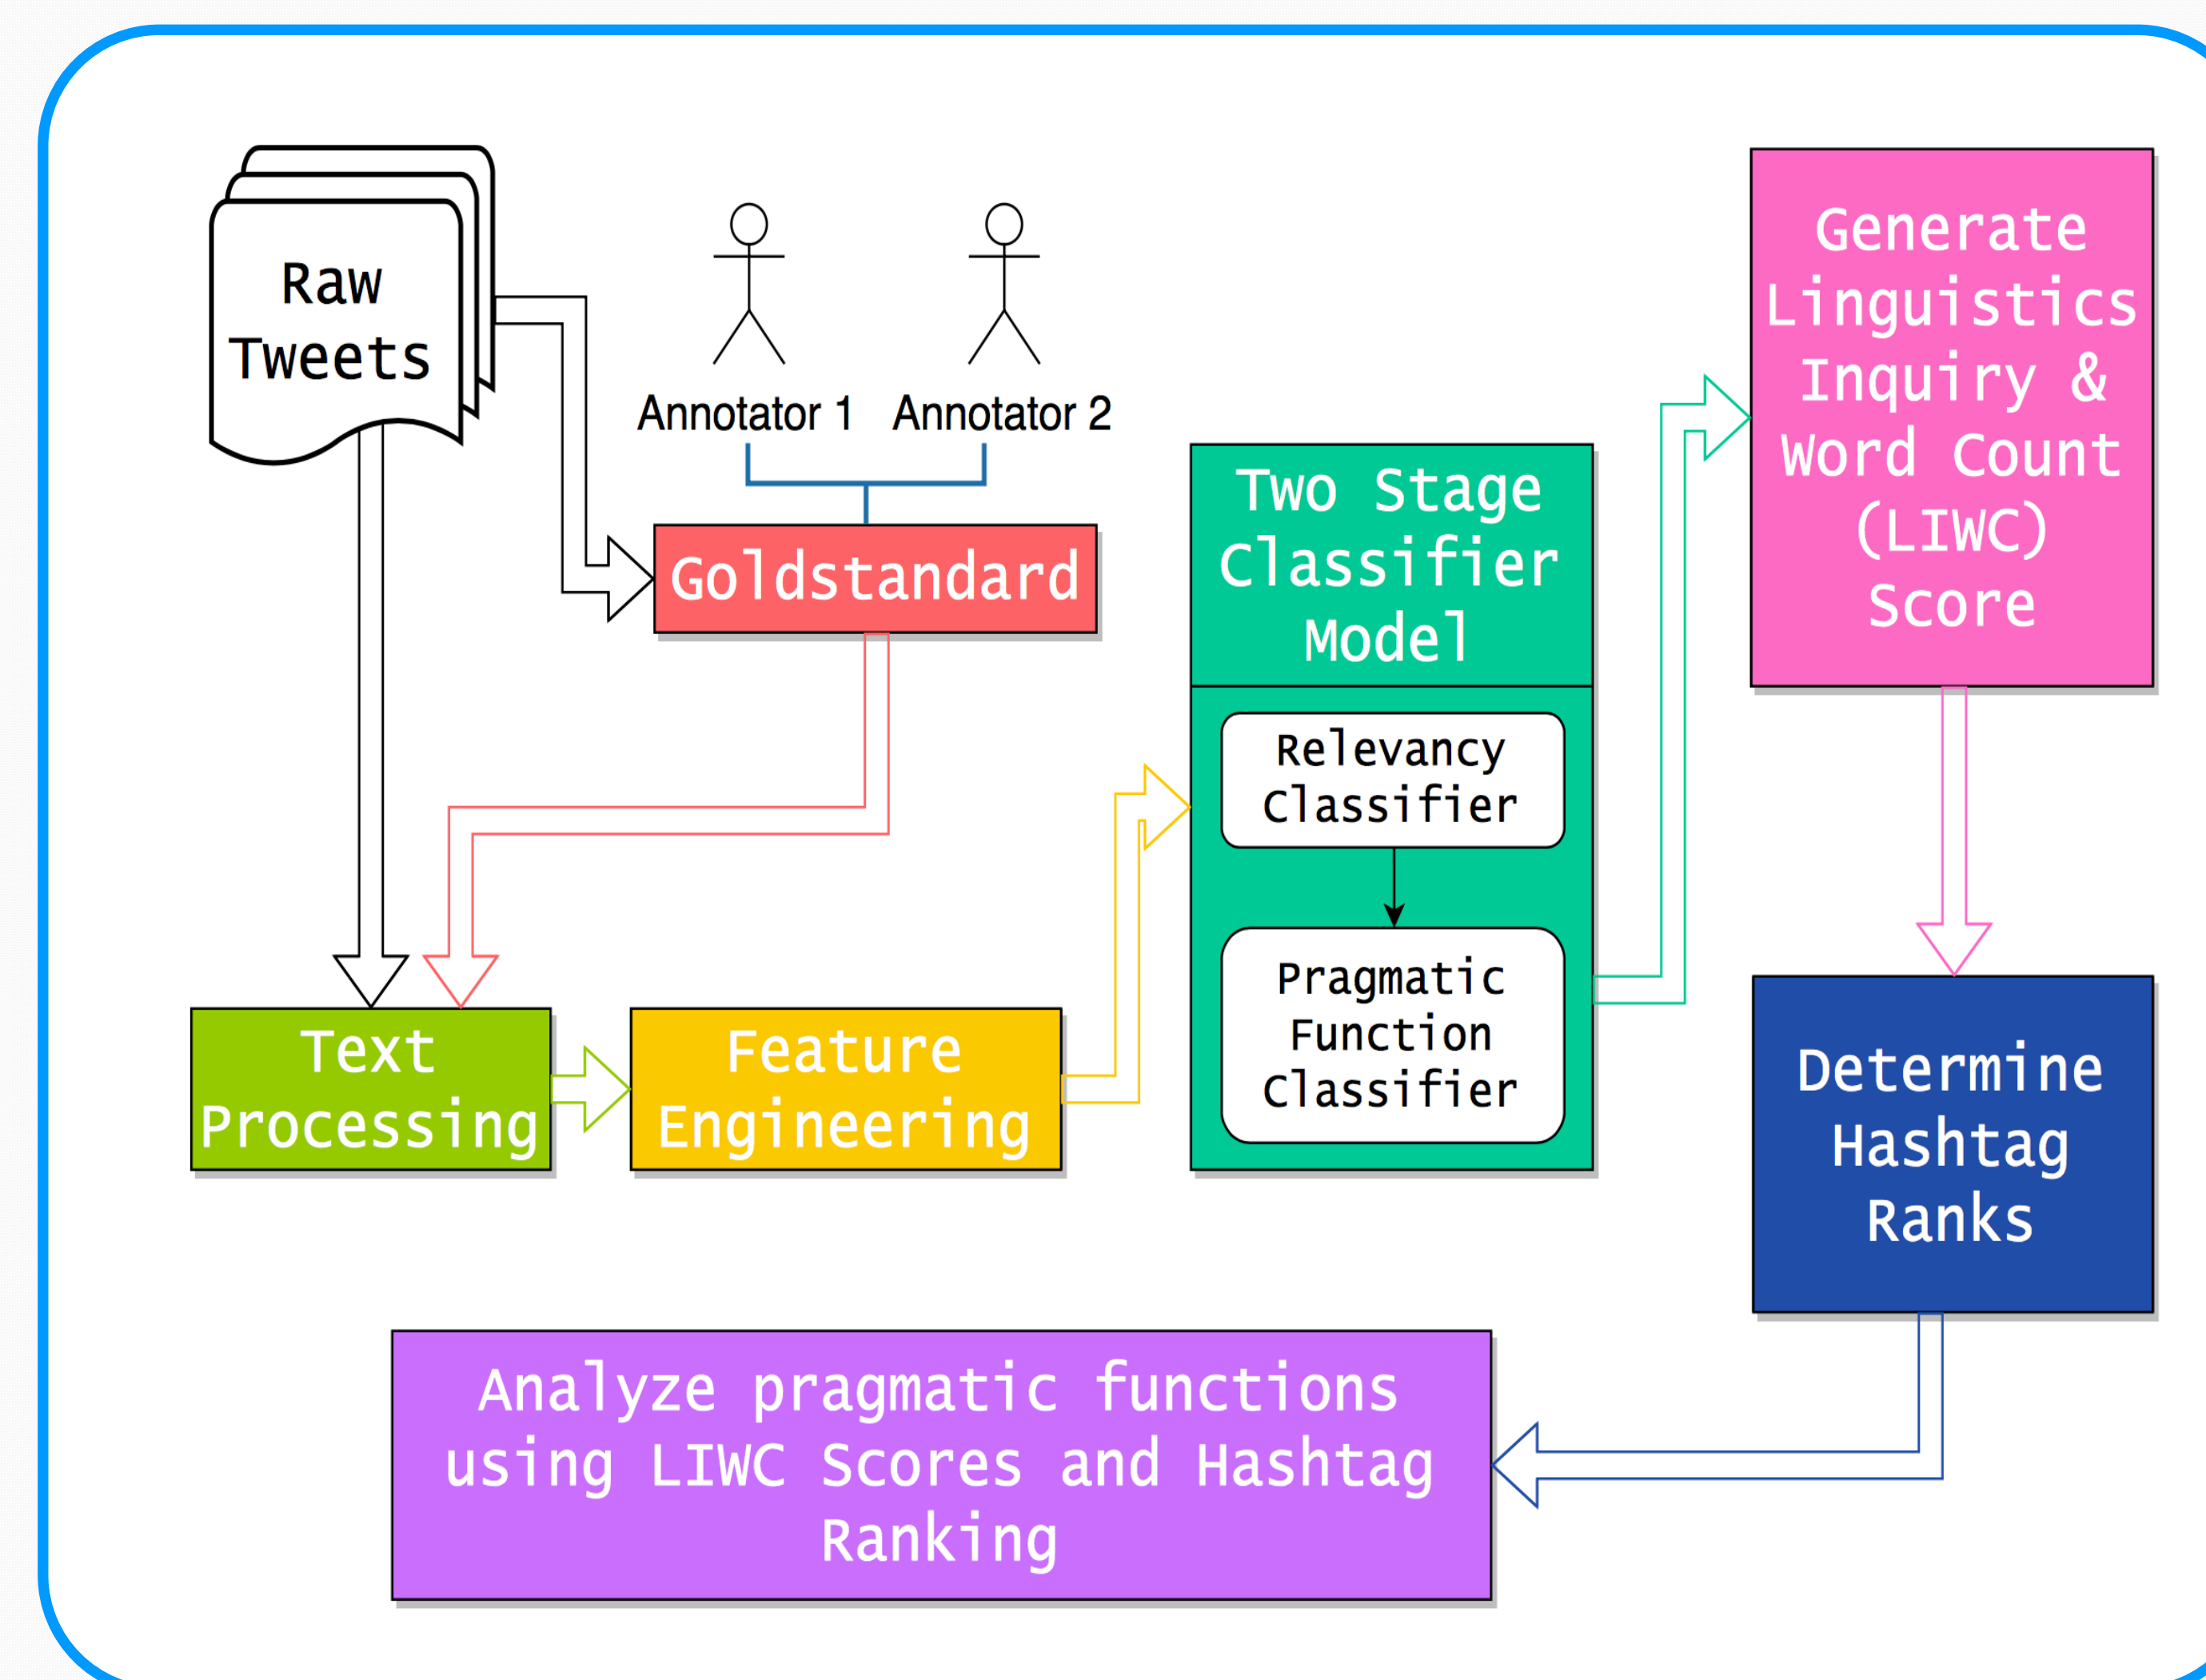 Raw
Tweets
Annotator 1
Annotator 2
Goldstandard
Text
Processing
Feature
Engineering
Two Stage
Classifier
Model
Relevancy
Classifier
Pragmatic
Function
Classifier
Generate
Linguistics
Inquiry &
Word Count
(LIWC)
Score
Determine
Hashtag
Ranks
Analyze pragmatic functions
using LIWC Scores and Hashtag
Ranking